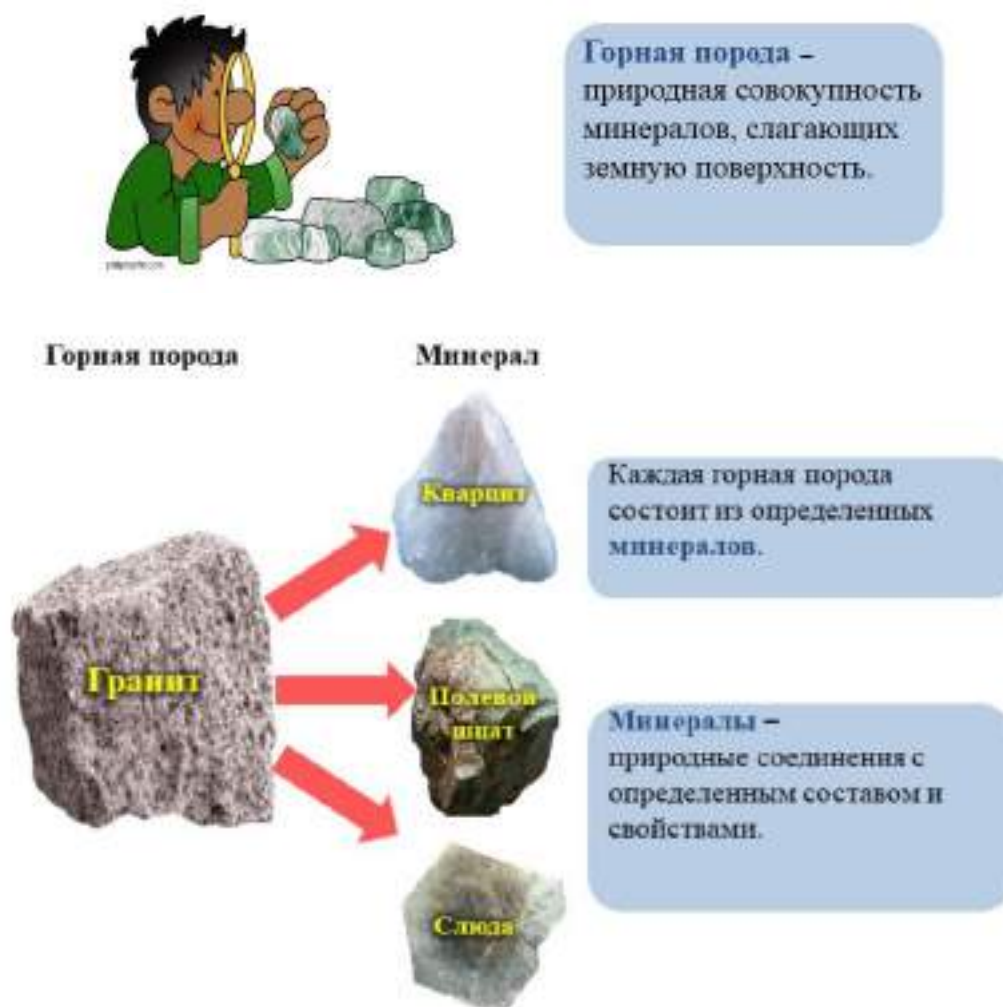 Горная порода –
природная совокупность
минералов, слагающих
земную поверхность.
Горная порода
Минерал
Кварцит
Каждая горная порода
состоит из определенных
минералов.
Гранит
Полевой
шпат
Минералы –
природные соединения с
определенным составом и
свойствами.
Слюда